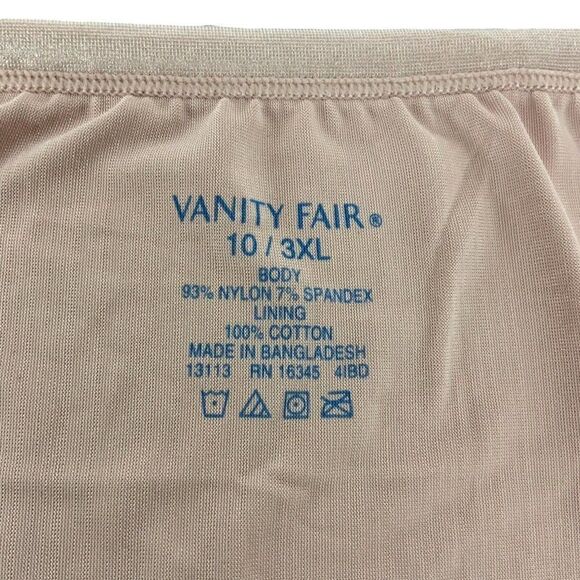 VANITY FAIR®
10 / 3XL
BODY
93% NYLON 7% SPANDEX
LINING
100% COTTON
MADE IN BANGLADESH
13113 RN 16345 4IBD